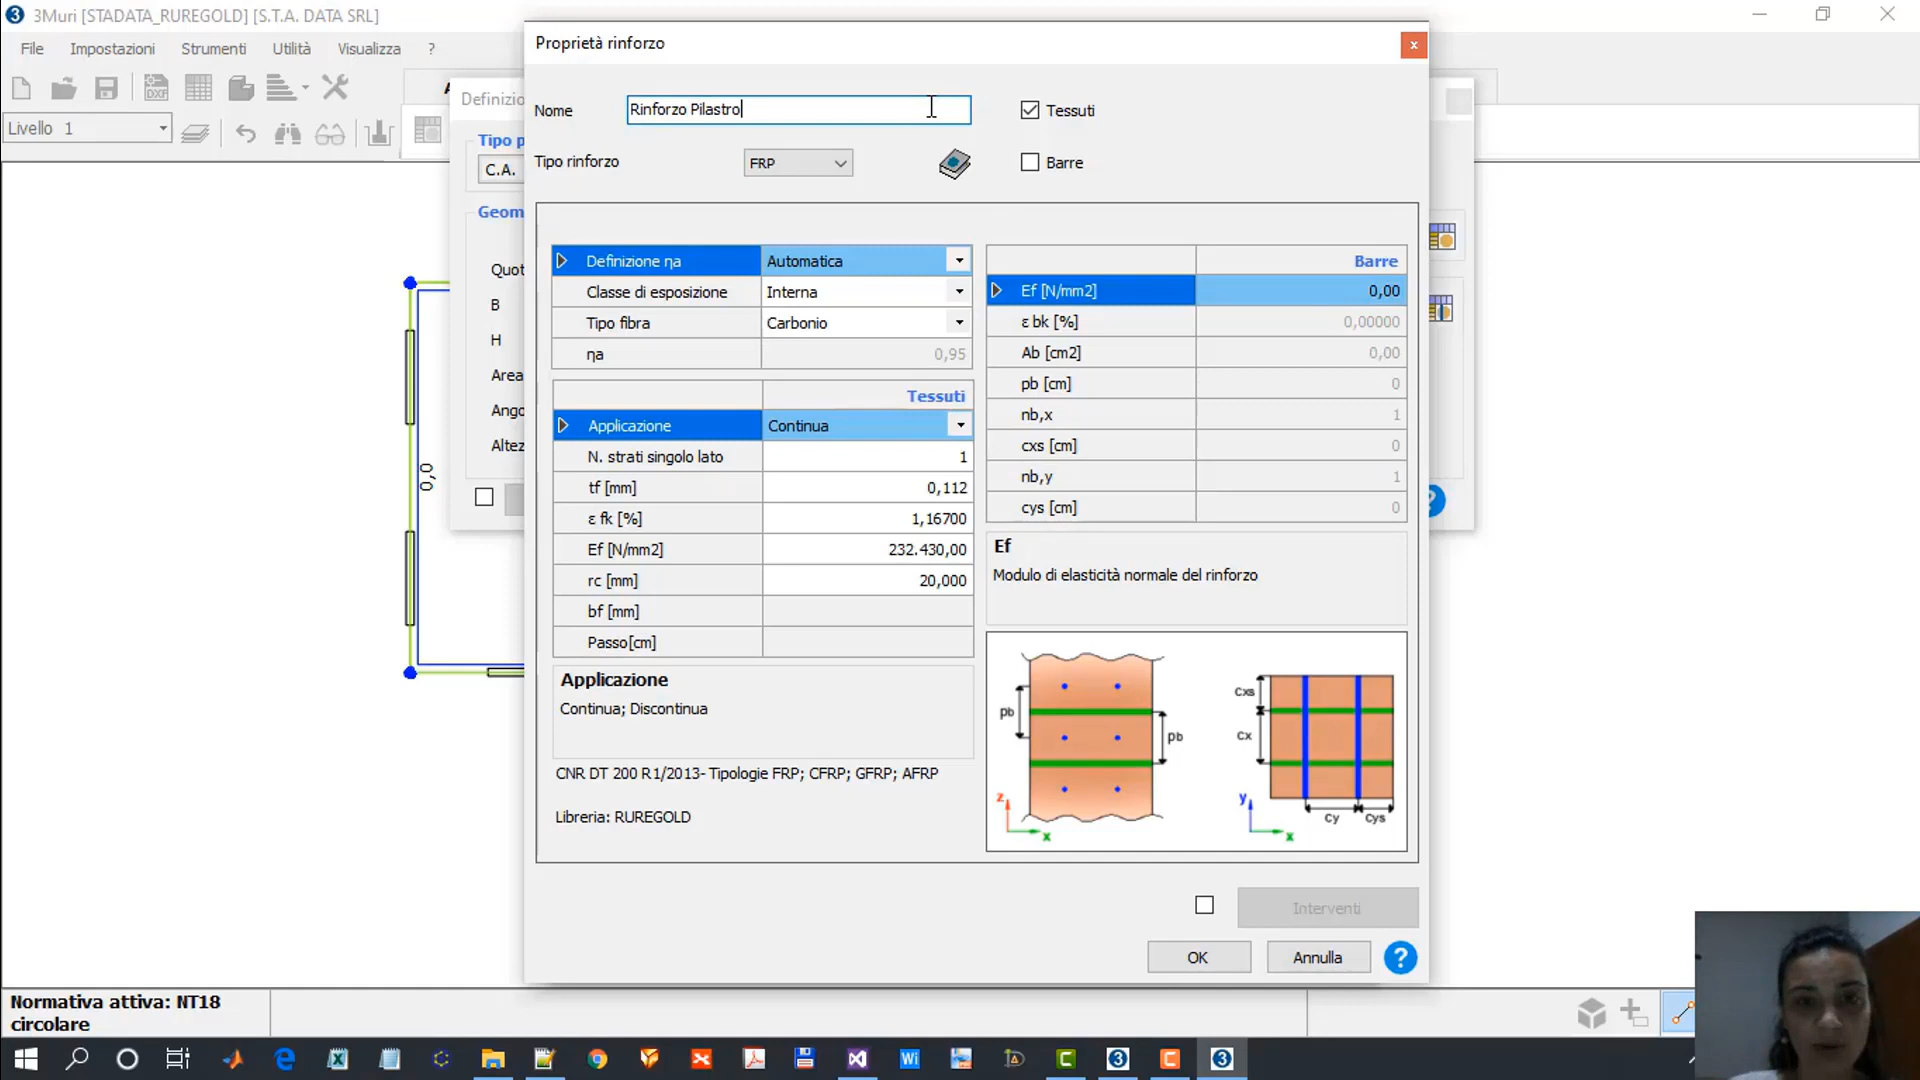 3Muri [STADATA_RUREGOLD] [S.T.A. DATA SRL]
File Impostazioni Strumenti Utilità Visualizza ?
Livello 1
Tipo p
C.A.
Geom
Quot
B
H
Area
Ango
Altez
0,0
Proprietà rinforzo
Nome Rinforzo Pilastro Tessuti
Tipo rinforzo FRP Barre
Definizione ηa Automatica
Classe di esposizione Interna
Tipo fibra Carbonio
ηa 0,95
Tessuti
Applicazione Continua
N. strati singolo lato 1
tf [mm] 0,112
ε fk [%] 1,16700
Ef [N/mm2] 232.430,00
rc [mm] 20,000
bf [mm]
Passo[cm]
Applicazione
Continua; Discontinua
CNR DT 200 R1/2013- Tipologie FRP; CFRP; GFRP; AFRP
Libreria: RUREGOLD
Barre
Ef [N/mm2] 0,00
ε bk [%] 0,00000
Ab [cm2] 0,00
pb [cm] 0
nb,x 1
cxs [cm] 0
nb,y 1
cys [cm] 0
Ef
Modulo di elasticità normale del rinforzo
pb
pb
z
x
Cxs
Cx
y
Cy Cys
x
Interventi
OK Annulla ?
Normativa attiva: NT18
circolare